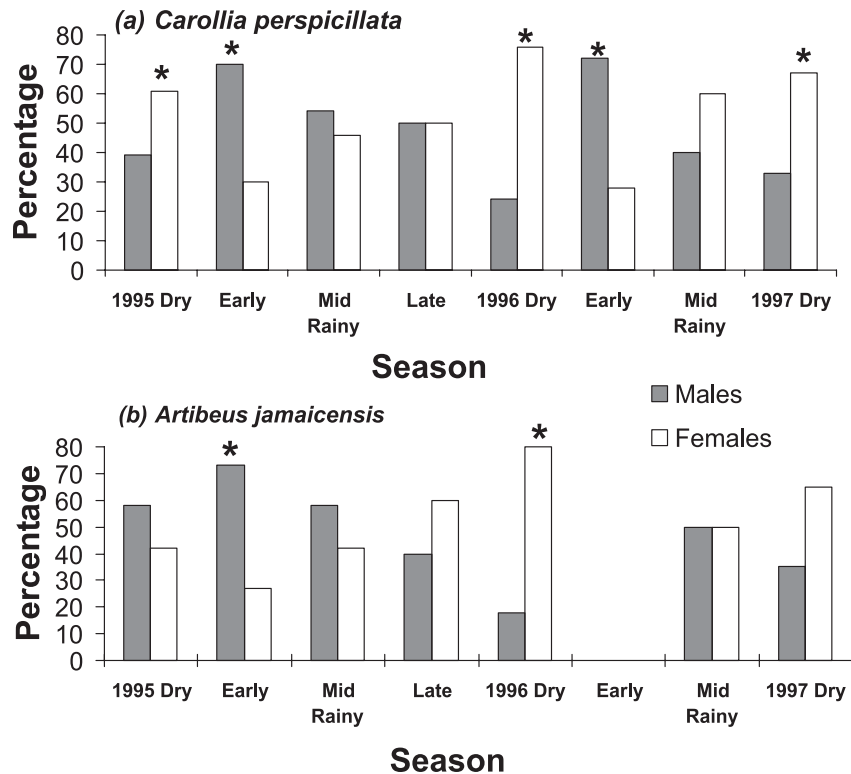 (a) Carollia perspicillata
80
70
60
50
40
30
20
10
0
Percentage
* * * * *
1995 Dry Early Mid Late 1996 Dry Early Mid 1997 Dry
Rainy Rainy
Season
Males
Females
(b) Artibeus jamaicensis
80
70
60
50
40
30
20
10
0
Percentage
* *
1995 Dry Early Mid Late 1996 Dry Early Mid 1997 Dry
Rainy Rainy
Season